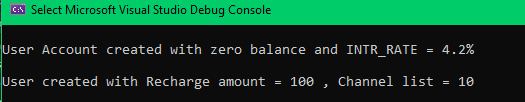 C:\ Select Microsoft Visual Studio Debug Console
User Account created with zero balance and INTR_RATE = 4.2%
User created with Recharge amount = 100 , Channel list = 10